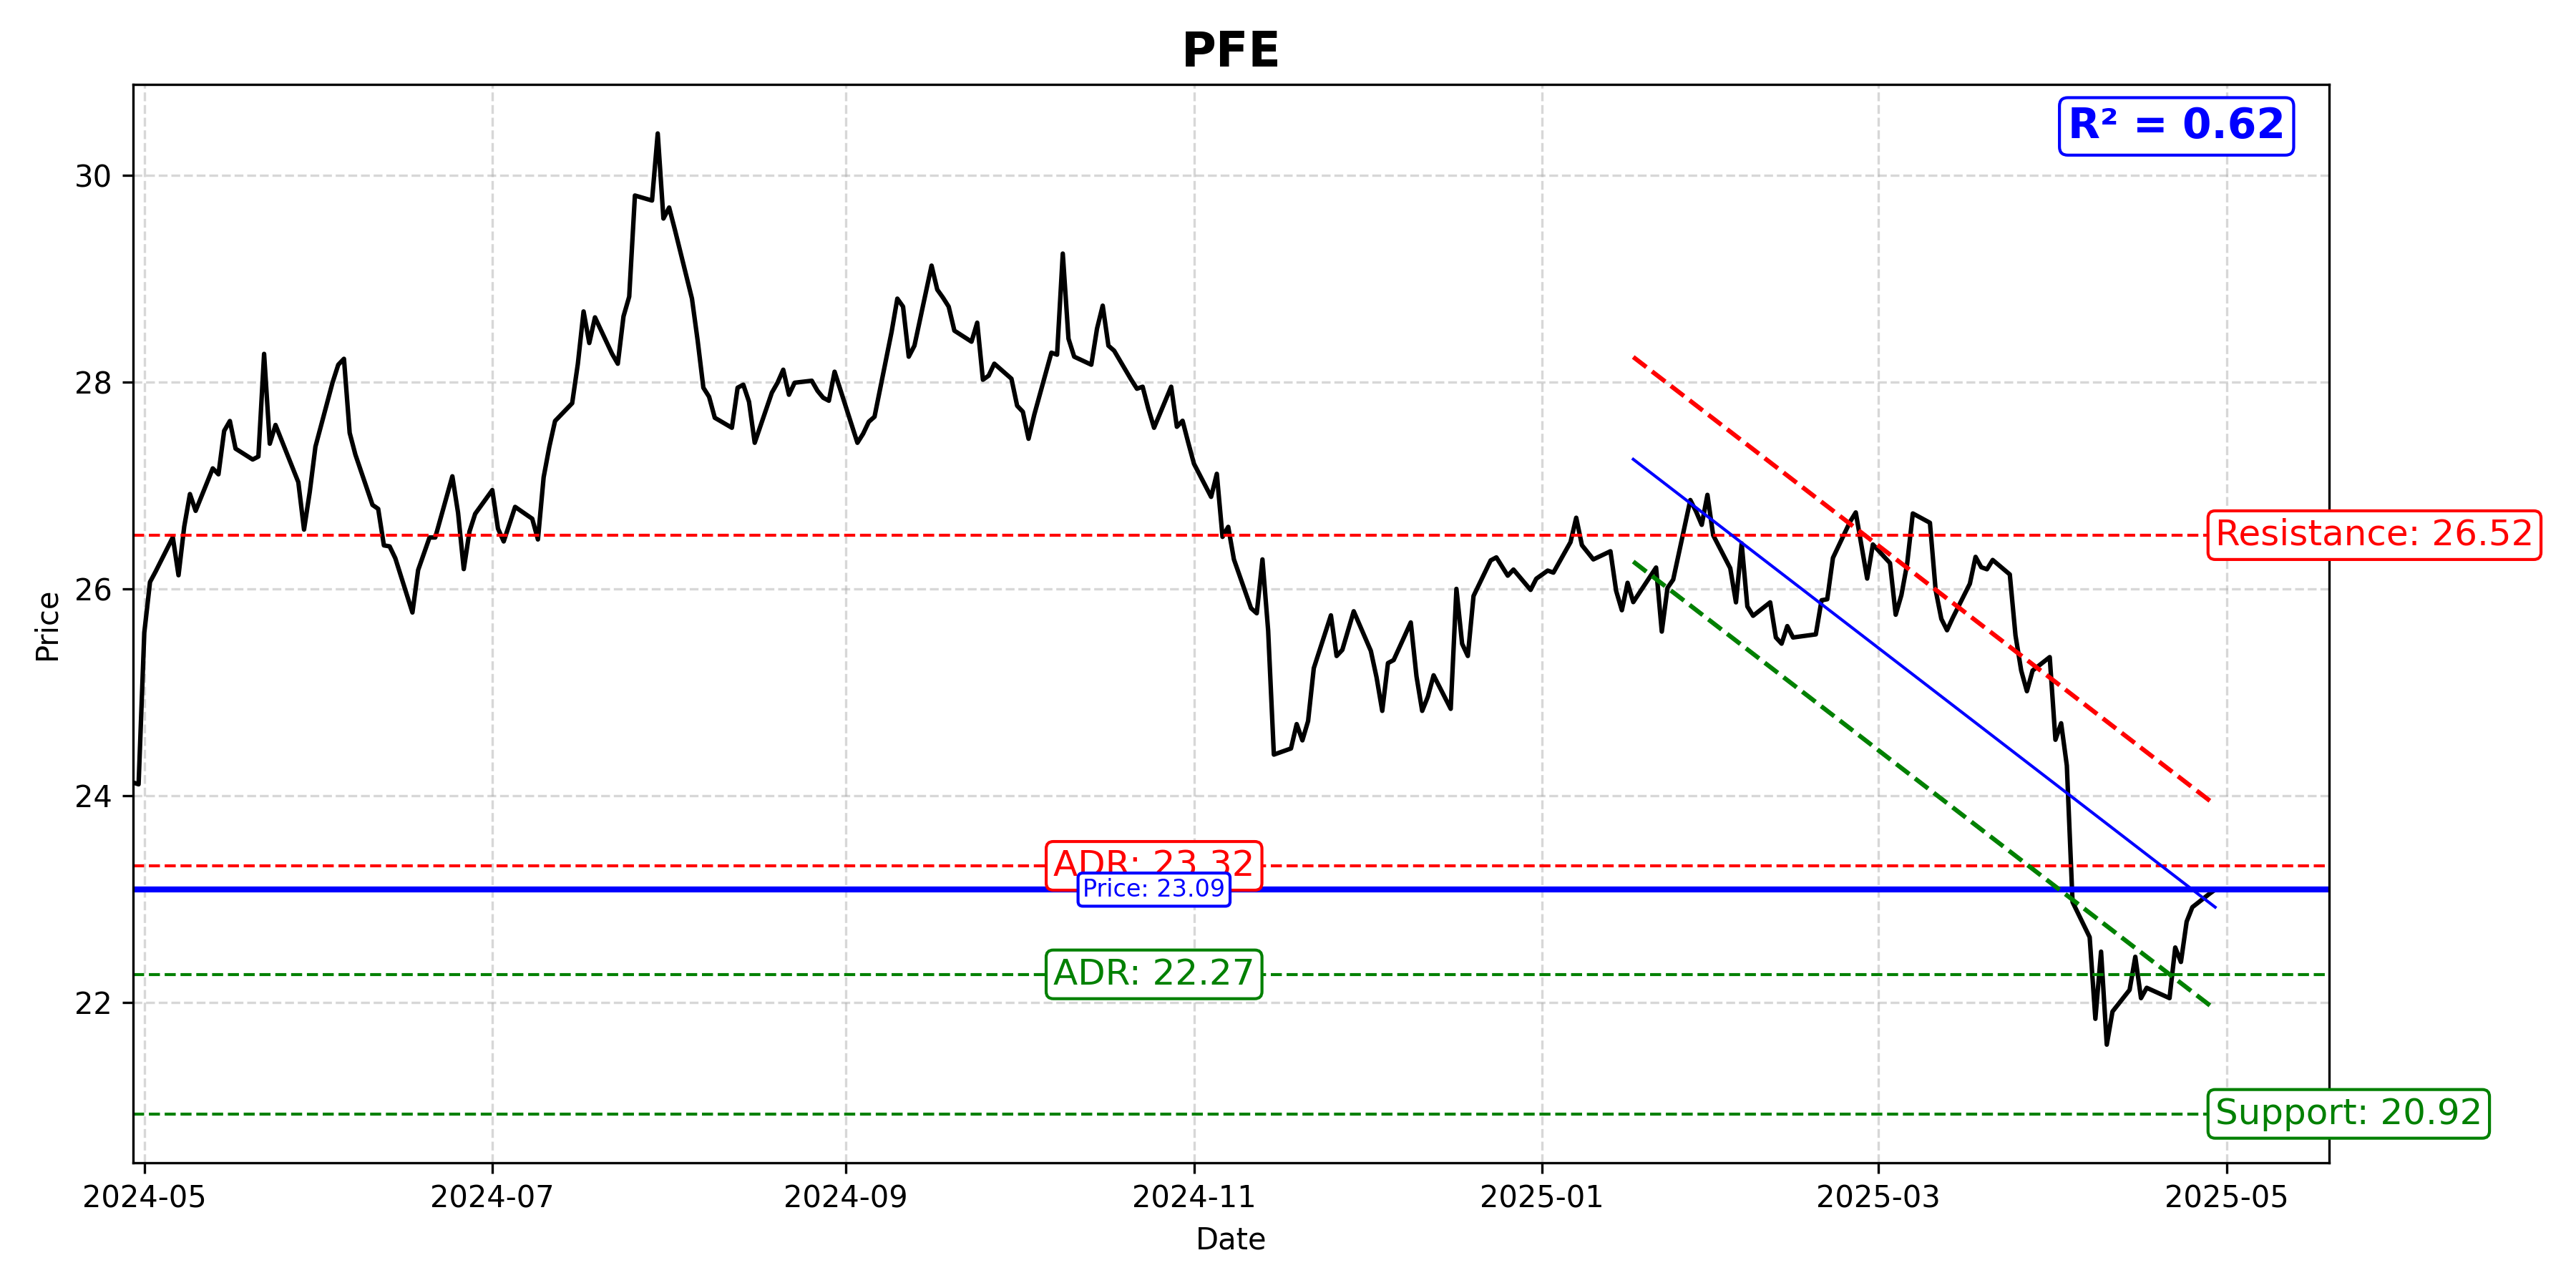 PFE
R² = 0.62
30
28
Resistance: 26.52
26
24
ADR: 23.32
Price: 23.09
ADR: 22.27
22
Support: 20.92
Price
2024-05 2024-07 2024-09 2024-11 2025-01 2025-03 2025-05
Date